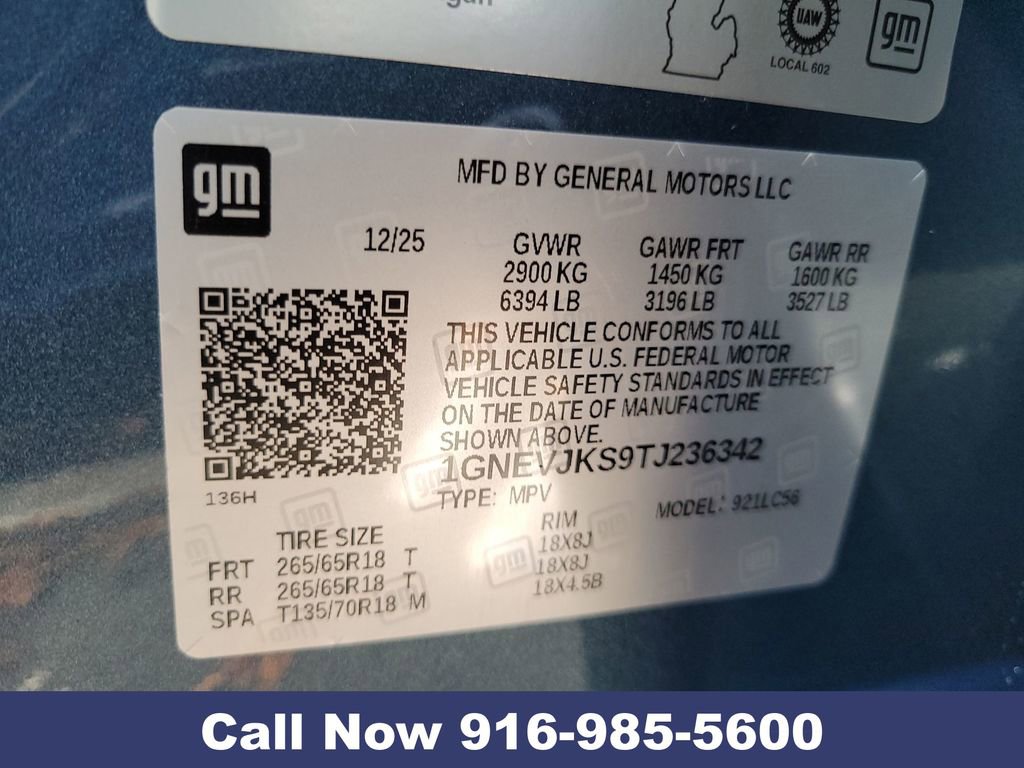 UAW
gm
LOCAL 602
gm
MFD BY GENERAL MOTORS LLC
12/25
GVWR GAWR FRT GAWR RR
2900 KG 1450 KG 1600 KG
6394 LB 3196 LB 3527 LB
THIS VEHICLE CONFORMS TO ALL
APPLICABLE U.S. FEDERAL MOTOR
VEHICLE SAFETY STANDARDS IN EFFECT
ON THE DATE OF MANUFACTURE
SHOWN ABOVE.
1GNEVJKS9TJ236342
136H
TYPE: MPV MODEL: 921LC56
TIRE SIZE RIM
FRT 265/65R18 T 18X8J
RR 265/65R18 T 18X8J
SPA T135/70R18 M 18X4.5B
gm
Call Now 916-985-5600